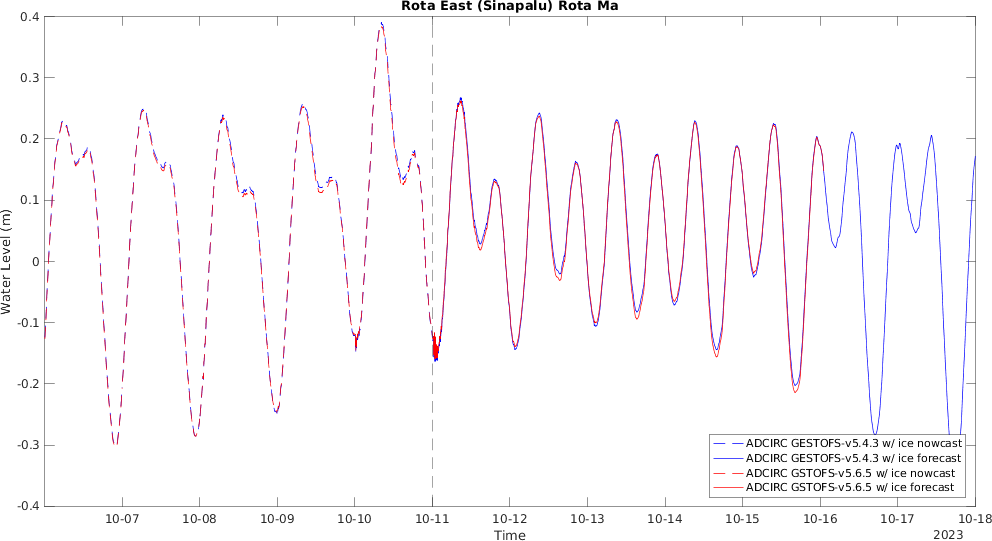 Rota East (Sinapalu) Rota Ma
0.4
0.3
0.2
0.1
0
-0.1
-0.2
-0.3
-0.4
Water Level (m)
ADCIRC GESTOFS-v5.4.3 w/ ice nowcast
ADCIRC GESTOFS-v5.4.3 w/ ice forecast
ADCIRC GSTOFS-v5.6.5 w/ ice nowcast
ADCIRC GSTOFS-v5.6.5 w/ ice forecast
10-07 10-08 10-09 10-10 10-11 10-12 10-13 10-14 10-15 10-16 10-17 10-18
Time
2023